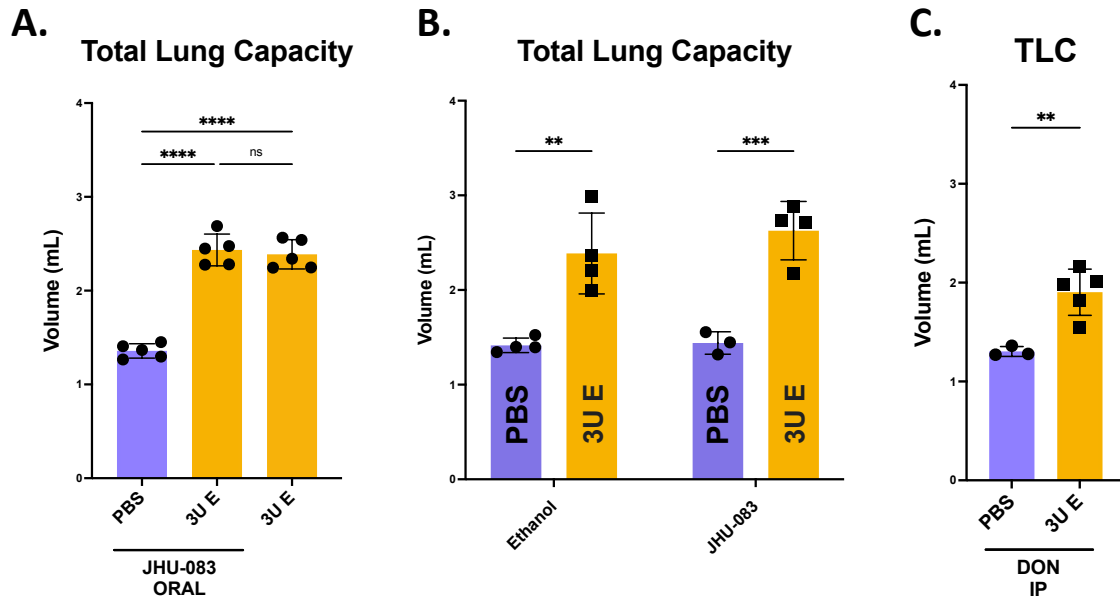 A.
Total Lung Capacity
Volume (mL)
4
3
2
1
0
****
****
ns
PBS
3U E
3U E
JHU-083
ORAL
B.
Total Lung Capacity
Volume (mL)
4
3
2
1
0
**
***
PBS
3U E
PBS
3U E
Ethanol
JHU-083
C.
TLC
Volume (mL)
4
3
2
1
0
**
PBS
3U E
DON
IP